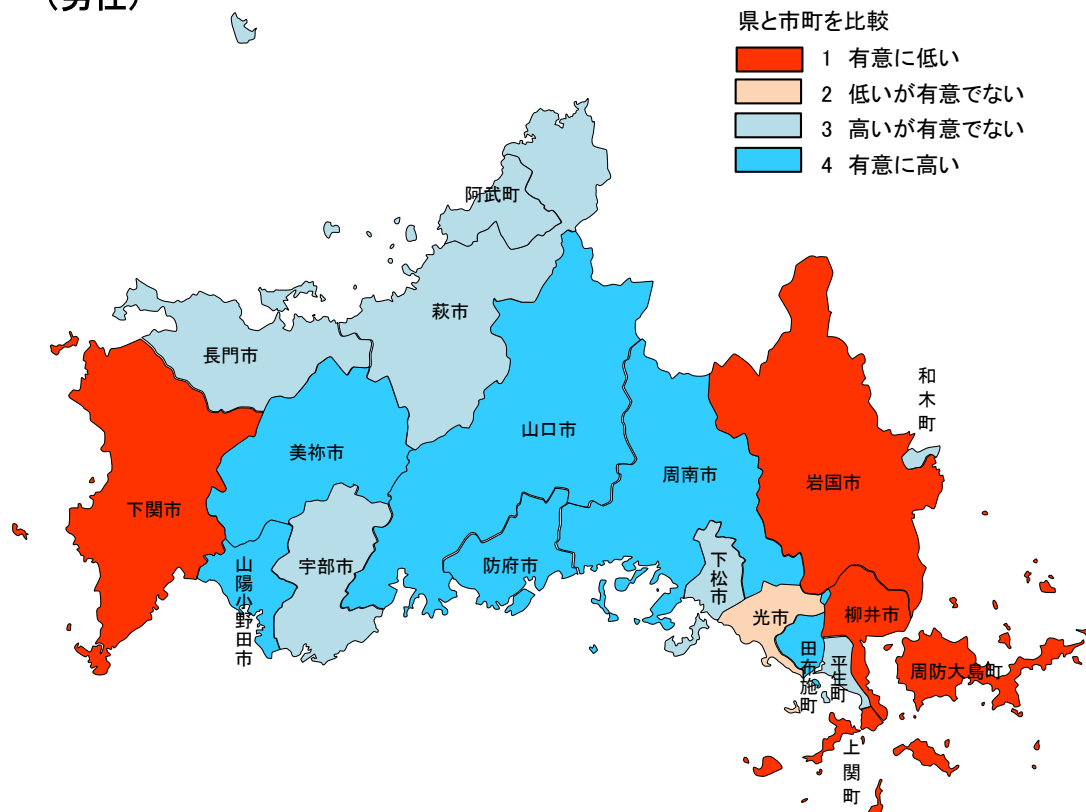 （男性）
県と市町を比較
1 有意に低い
2 低いが有意でない
3 高いが有意でない
4 有意に高い
阿武町
萩市
長門市
和木町
山口市
美祢市
周南市
岩国市
下関市
山陽小野田市
宇部市
防府市
下松市
光市
柳井市
田布施町
平生町
周防大島町
上関町